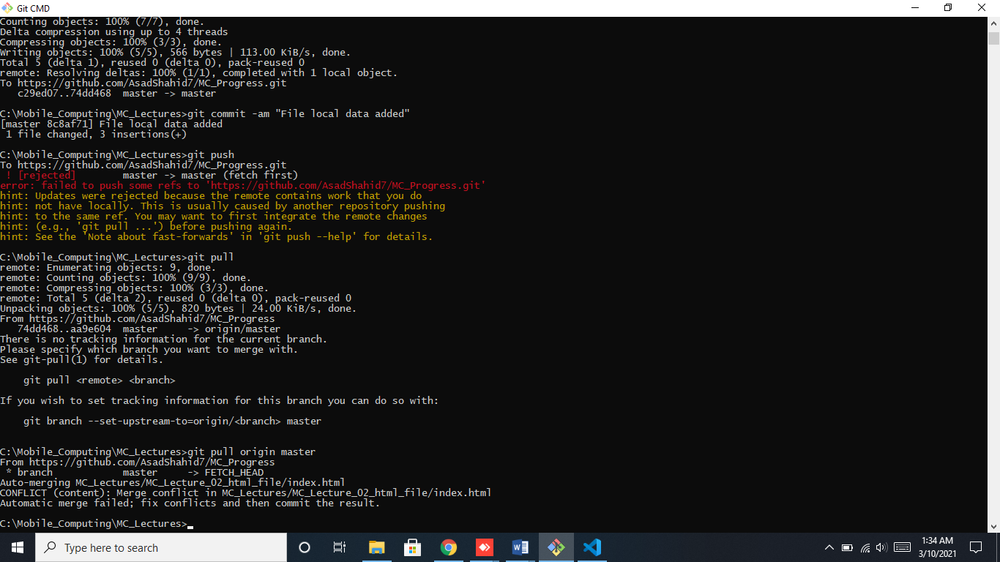 Git CMD
Counting objects: 100% (7/7), done.
Delta compression using up to 4 threads
Compressing objects: 100% (3/3), done.
Writing objects: 100% (5/5), 566 bytes | 113.00 KiB/s, done.
Total 5 (delta 1), reused 0 (delta 0), pack-reused 0
remote: Resolving deltas: 100% (1/1), completed with 1 local object.
To https://github.com/AsadShahid7/MC_Progress.git
   c29ed07..74dd468  master -> master

C:\Mobile_Computing\MC_Lectures>git commit -am "File local data added"
[master 8c8af71] File local data added
 1 file changed, 3 insertions(+)

C:\Mobile_Computing\MC_Lectures>git push
To https://github.com/AsadShahid7/MC_Progress.git
 ! [rejected]        master -> master (fetch first)
error: failed to push some refs to 'https://github.com/AsadShahid7/MC_Progress.git'
hint: Updates were rejected because the remote contains work that you do
hint: not have locally. This is usually caused by another repository pushing
hint: to the same ref. You may want to first integrate the remote changes
hint: (e.g., 'git pull ...') before pushing again.
hint: See the 'Note about fast-forwards' in 'git push --help' for details.

C:\Mobile_Computing\MC_Lectures>git pull
remote: Enumerating objects: 9, done.
remote: Counting objects: 100% (9/9), done.
remote: Compressing objects: 100% (3/3), done.
remote: Total 5 (delta 2), reused 0 (delta 0), pack-reused 0
Unpacking objects: 100% (5/5), 820 bytes | 24.00 KiB/s, done.
From https://github.com/AsadShahid7/MC_Progress
   74dd468..aa9e604  master     -> origin/master
There is no tracking information for the current branch.
Please specify which branch you want to merge with.
See git-pull(1) for details.

    git pull <remote> <branch>

If you wish to set tracking information for this branch you can do so with:

    git branch --set-upstream-to=origin/<branch> master

C:\Mobile_Computing\MC_Lectures>git pull origin master
From https://github.com/AsadShahid7/MC_Progress
 * branch            master     -> FETCH_HEAD
Auto-merging MC_Lectures/MC_Lecture_02_html_file/index.html
CONFLICT (content): Merge conflict in MC_Lectures/MC_Lecture_02_html_file/index.html
Automatic merge failed; fix conflicts and then commit the result.

C:\Mobile_Computing\MC_Lectures>
Type here to search
1:34 AM
3/10/2021